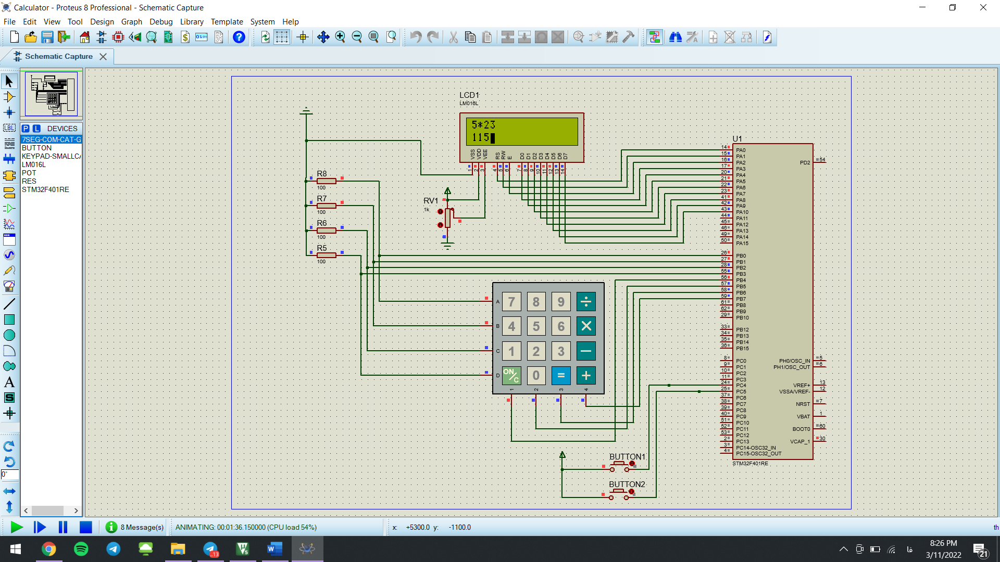 Calculator - Proteus 8 Professional - Schematic Capture
File Edit View Tool Design Graph Debug Library Template System Help
Schematic Capture
P L DEVICES
7SEG-COM-CAT-G
BUTTON
KEYPAD-SMALLCA
LM016L
POT
RES
STM32F401RE
LBL
A
S
0°
LCD1
LM016L
5*23
115
VSS VDD VEE RS RW E D0 D1 D2 D3 D4 D5 D6 D7
1 2 3 4 5 6 7 8 9 10 11 12 13 14
R8
100
R7
100
R6
100
R5
100
RV1
1k
U1
14 PA0
15 PA1
16 PA2
17 PA3
20 PA4
21 PA5
22 PA6
23 PA7
41 PA8
42 PA9
43 PA10
44 PA11
45 PA12
46 PA13
49 PA14
50 PA15
26 PB0
27 PB1
28 PB2
55 PB3
56 PB4
57 PB5
58 PB6
59 PB7
61 PB8
62 PB9
29 PB10
33 PB12
34 PB13
35 PB14
36 PB15
8 PC0
9 PC1
10 PC2
11 PC3
24 PC4
25 PC5
37 PC6
38 PC7
39 PC8
40 PC9
51 PC10
52 PC11
53 PC12
2 PC13
3 PC14-OSC32_IN
4 PC15-OSC32_OUT
PD2 54
PH0/OSC_IN 5
PH1/OSC_OUT 6
VREF+ 13
VSSA/VREF- 12
NRST 7
VBAT 1
BOOT0 60
VCAP_1 30
STM32F401RE
A 7 8 9 ÷
B 4 5 6 ×
C 1 2 3 −
D ON/C 0 = +
1 2 3 4
BUTTON1
BUTTON2
8 Message(s) ANIMATING: 00:01:36.150000 (CPU load 54%) x: +5300.0 y: -1100.0 th
..13
فا
8:26 PM
3/11/2022
21